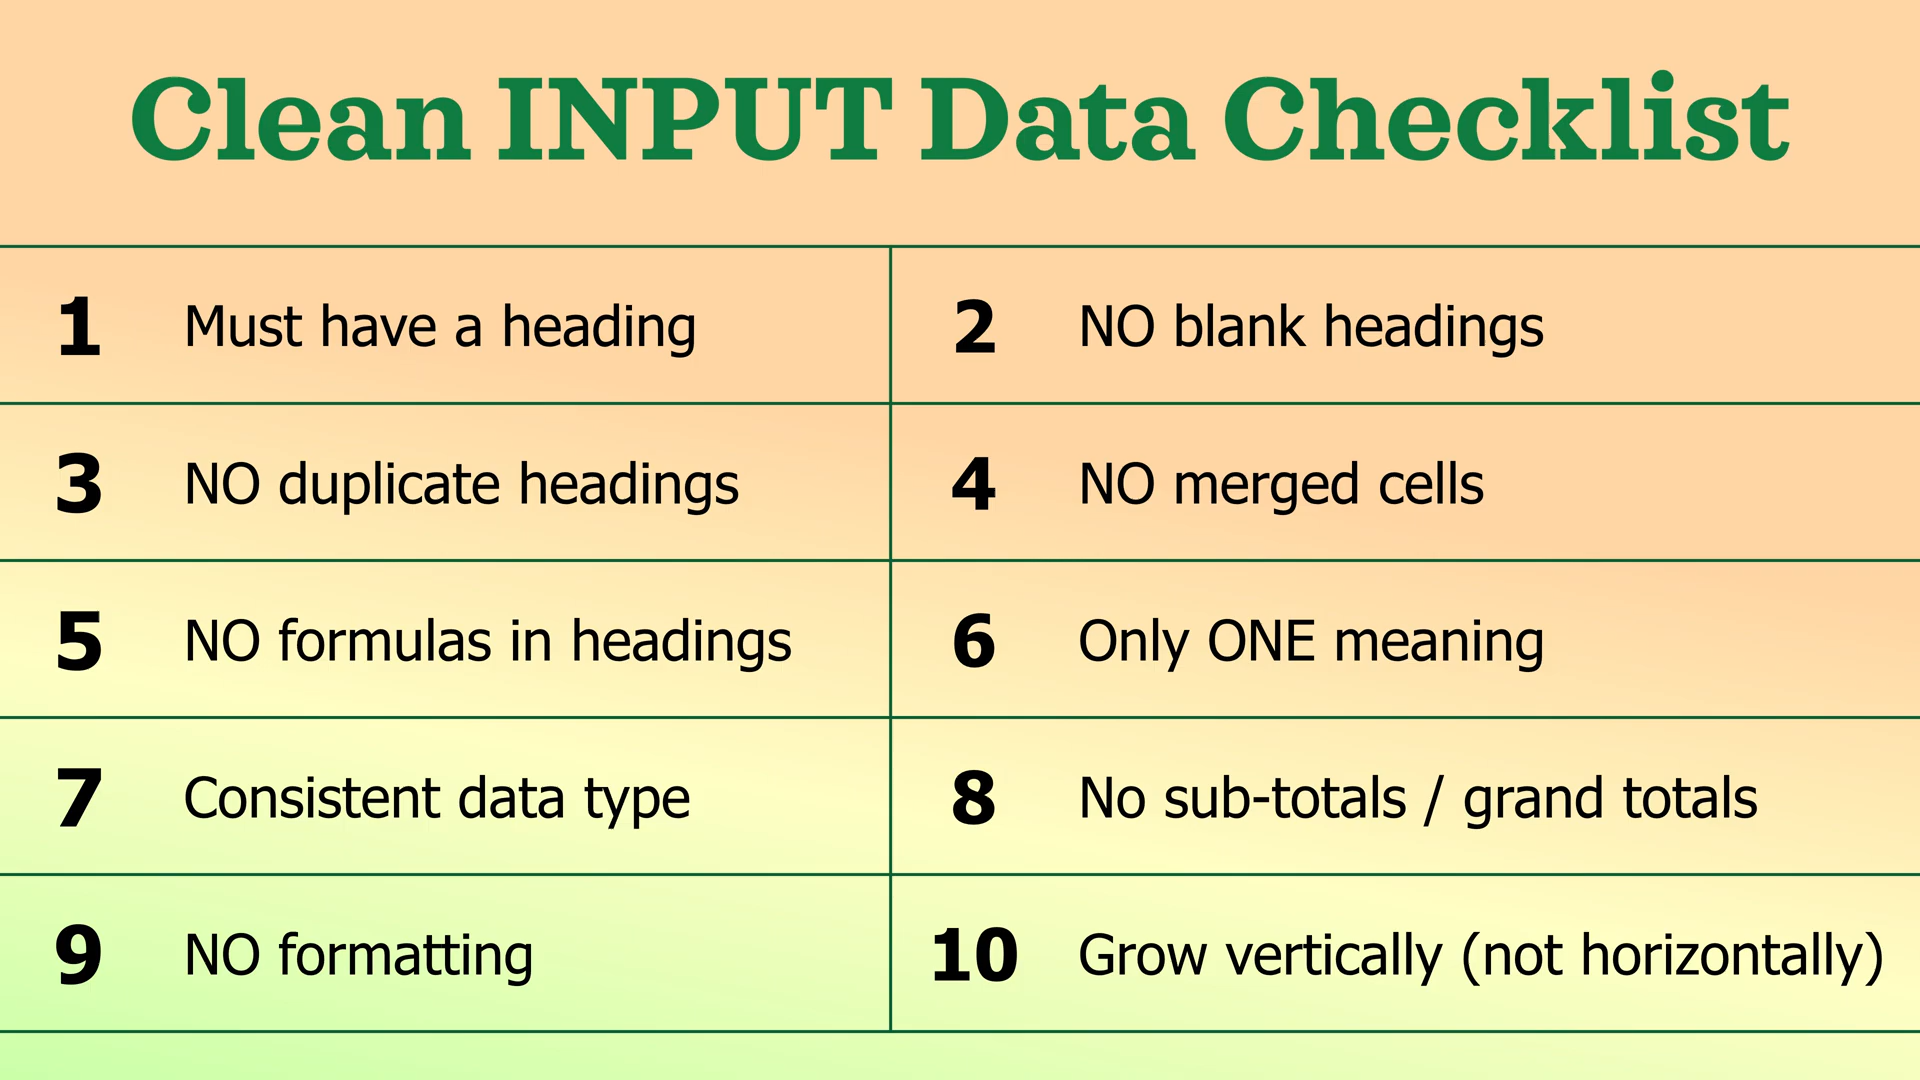 Clean INPUT Data Checklist
1 Must have a heading
2 NO blank headings
3 NO duplicate headings
4 NO merged cells
5 NO formulas in headings
6 Only ONE meaning
7 Consistent data type
8 No sub-totals / grand totals
9 NO formatting
10 Grow vertically (not horizontally)